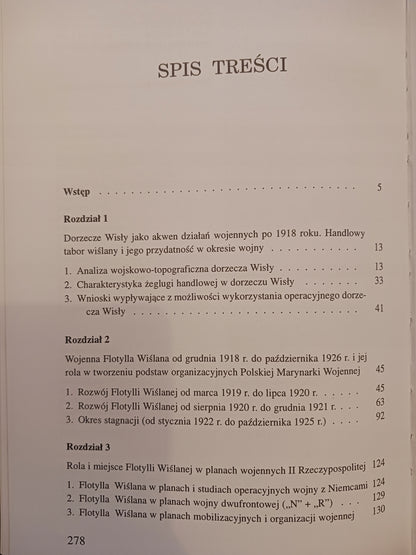 SPIS TREŚCI
Wstęp . . . . . . . . . . . . . . . . . . . . . . . . . . . . . . . 5
Rozdział 1
Dorzecze Wisły jako akwen działań wojennych po 1918 roku. Handlowy
tabor wiślany i jego przydatność w okresie wojny . . . . . . . . . . . 13
1. Analiza wojskowo-topograficzna dorzecza Wisły . . . . . . . . . . 13
2. Charakterystyka żeglugi handlowej w dorzeczu Wisły . . . . . . . 33
3. Wnioski wypływające z możliwości wykorzystania operacyjnego dorze-
cza Wisły . . . . . . . . . . . . . . . . . . . . . . . . . . . . 41
Rozdział 2
Wojenna Flotylla Wiślana od grudnia 1918 r. do października 1926 r. i jej
rola w tworzeniu podstaw organizacyjnych Polskiej Marynarki Wojennej 45
1. Rozwój Flotylli Wiślanej od marca 1919 r. do lipca 1920 r. . . . . . 45
2. Rozwój Flotylli Wiślanej od sierpnia 1920 r. do grudnia 1921 r. . . . 63
3. Okres stagnacji (od stycznia 1922 r. do października 1925 r.) . . . . 92
Rozdział 3
Rola i miejsce Flotylli Wiślanej w planach wojennych II Rzeczypospolitej 124
1. Flotylla Wiślana w planach i studiach operacyjnych wojny z Niemcami 124
2. Flotylla Wiślana w planach wojny dwufrontowej („N” + „R”) . . . . 129
3. Flotylla Wiślana w planach mobilizacyjnych i organizacji wojennej 130
278